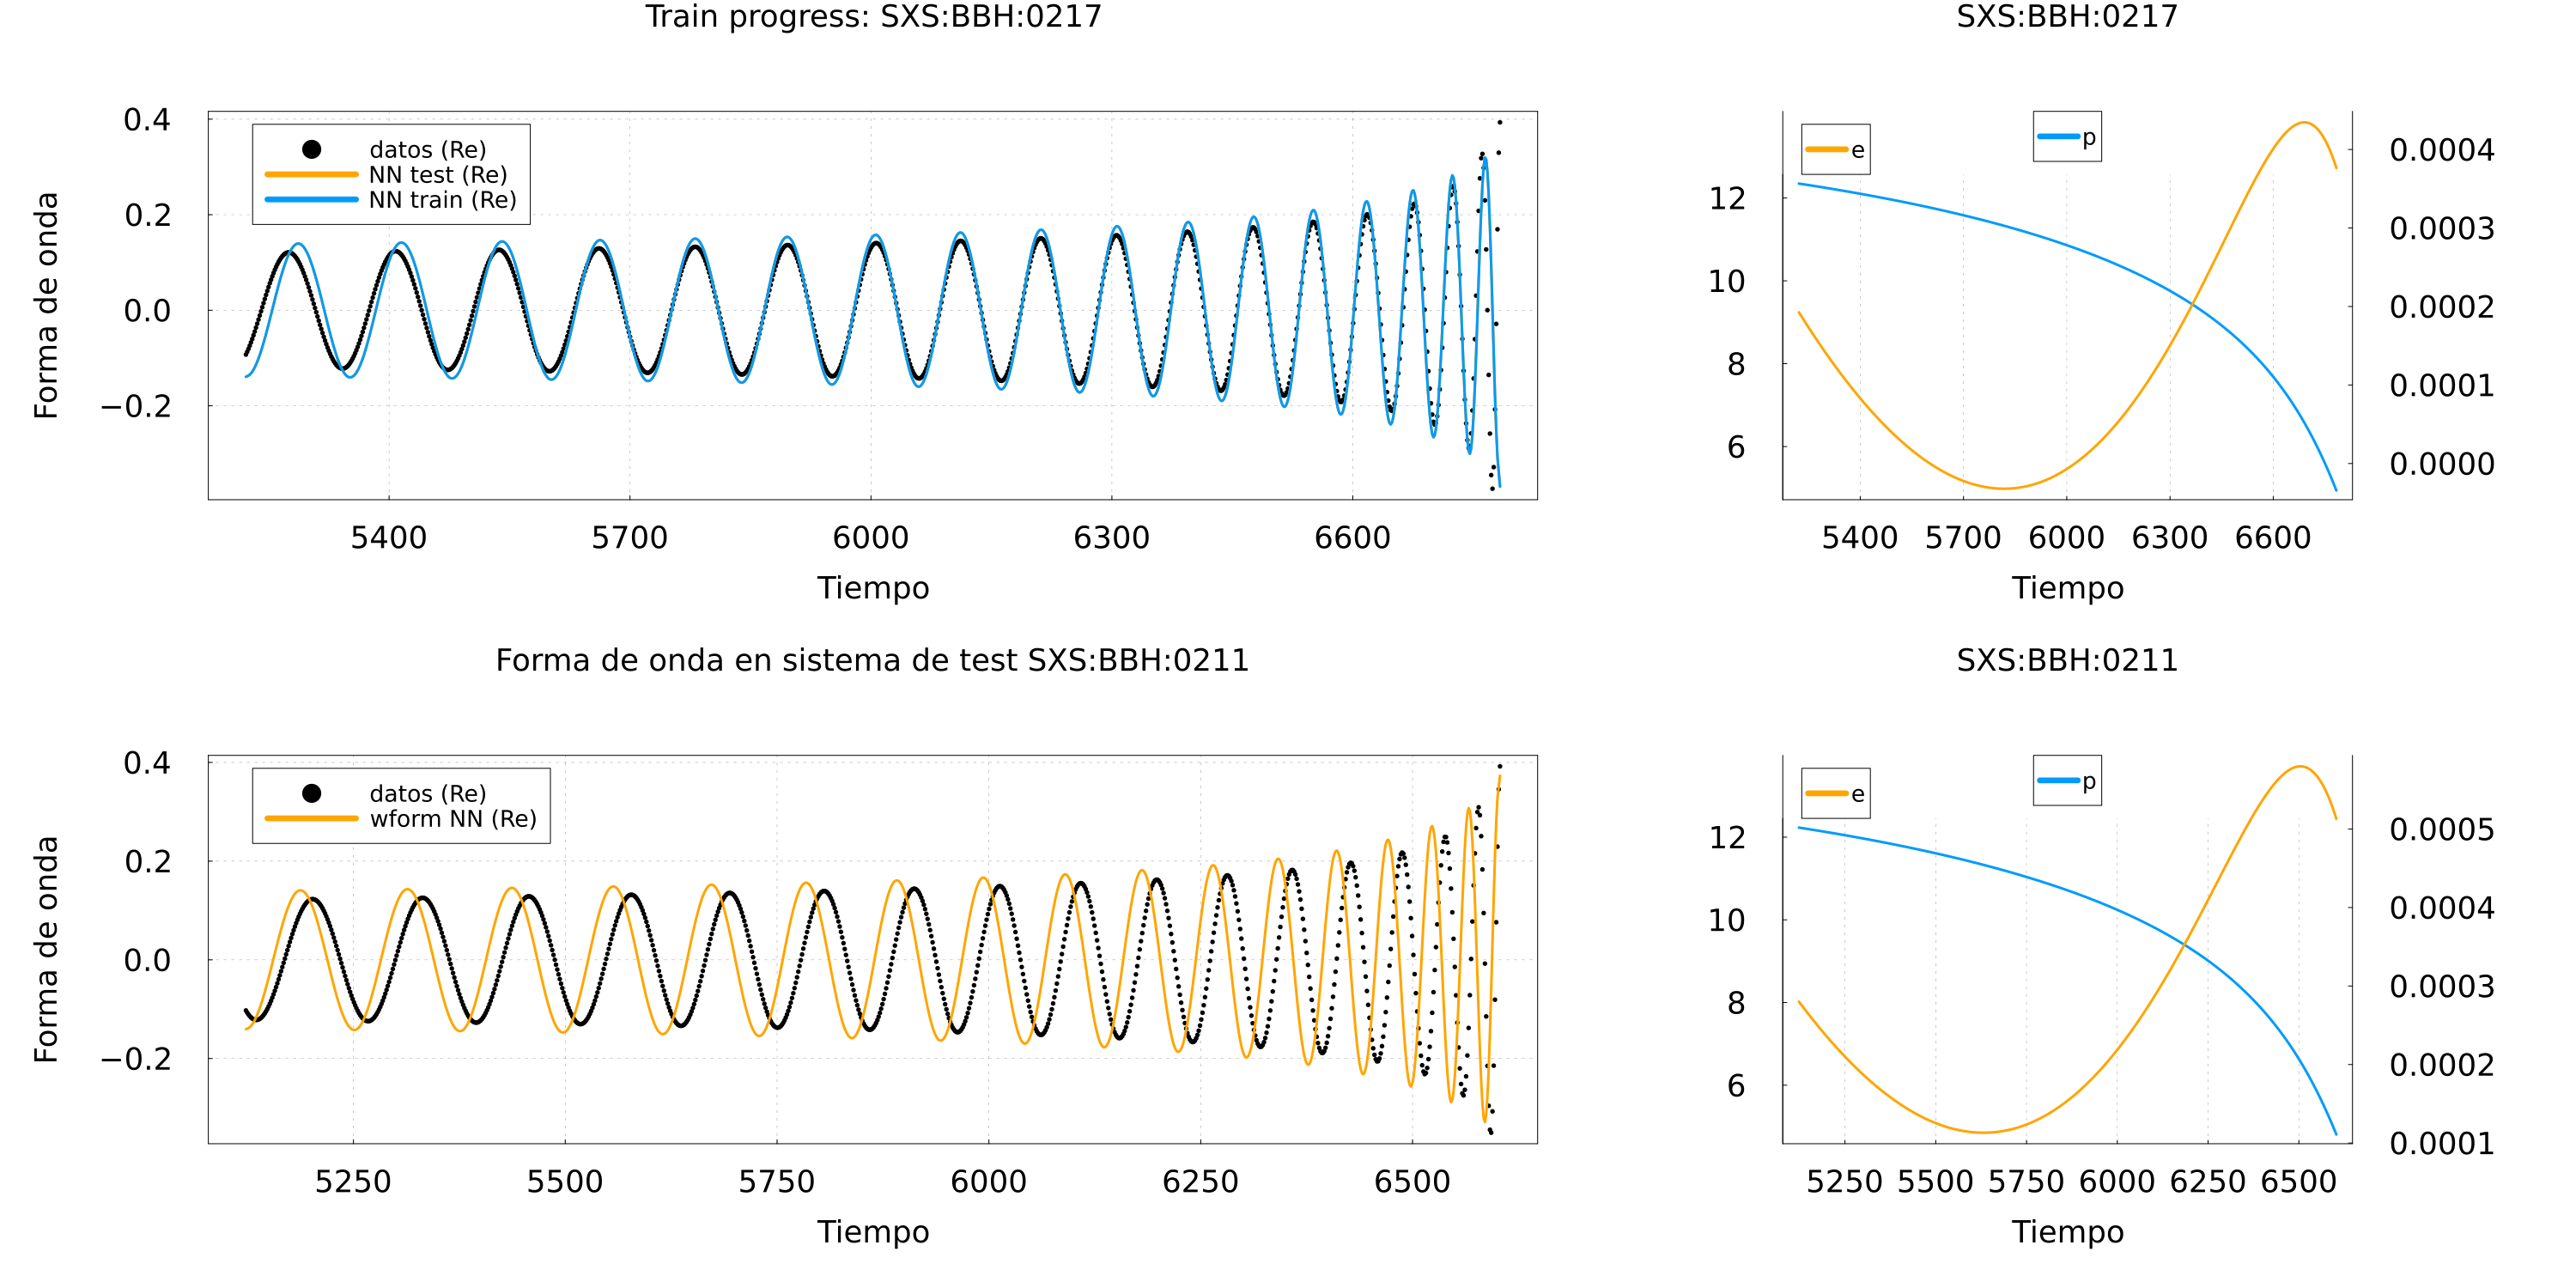 Train progress: SXS:BBH:0217
Forma de onda
0.4
0.2
0.0
−0.2
datos (Re)
NN test (Re)
NN train (Re)
5400 5700 6000 6300 6600
Tiempo
SXS:BBH:0217
e
p
12
10
8
6
0.0004
0.0003
0.0002
0.0001
0.0000
5400 5700 6000 6300 6600
Tiempo
Forma de onda en sistema de test SXS:BBH:0211
Forma de onda
0.4
0.2
0.0
−0.2
datos (Re)
wform NN (Re)
5250 5500 5750 6000 6250 6500
Tiempo
SXS:BBH:0211
e
p
12
10
8
6
0.0005
0.0004
0.0003
0.0002
0.0001
5250 5500 5750 6000 6250 6500
Tiempo